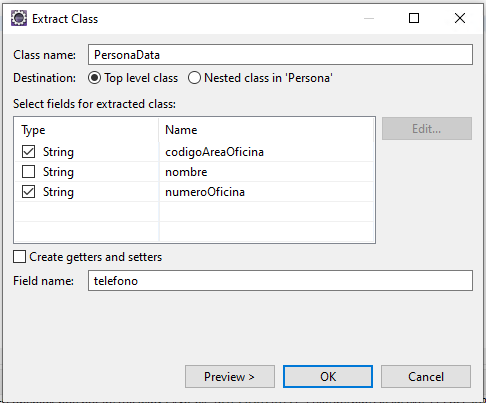 Extract Class
Class name: PersonaData
Destination: Top level class Nested class in 'Persona'
Select fields for extracted class:
Type Name Edit...
String codigoAreaOficina
String nombre
String numeroOficina
Create getters and setters
Field name: telefono
Preview > OK Cancel